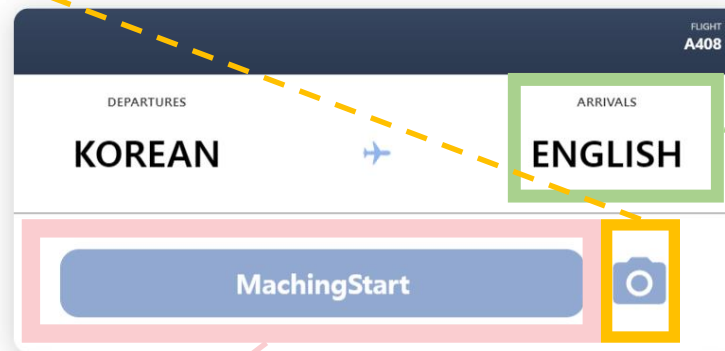 FLIGHT
A408
DEPARTURES
ARRIVALS
KOREAN
ENGLISH
MachingStart